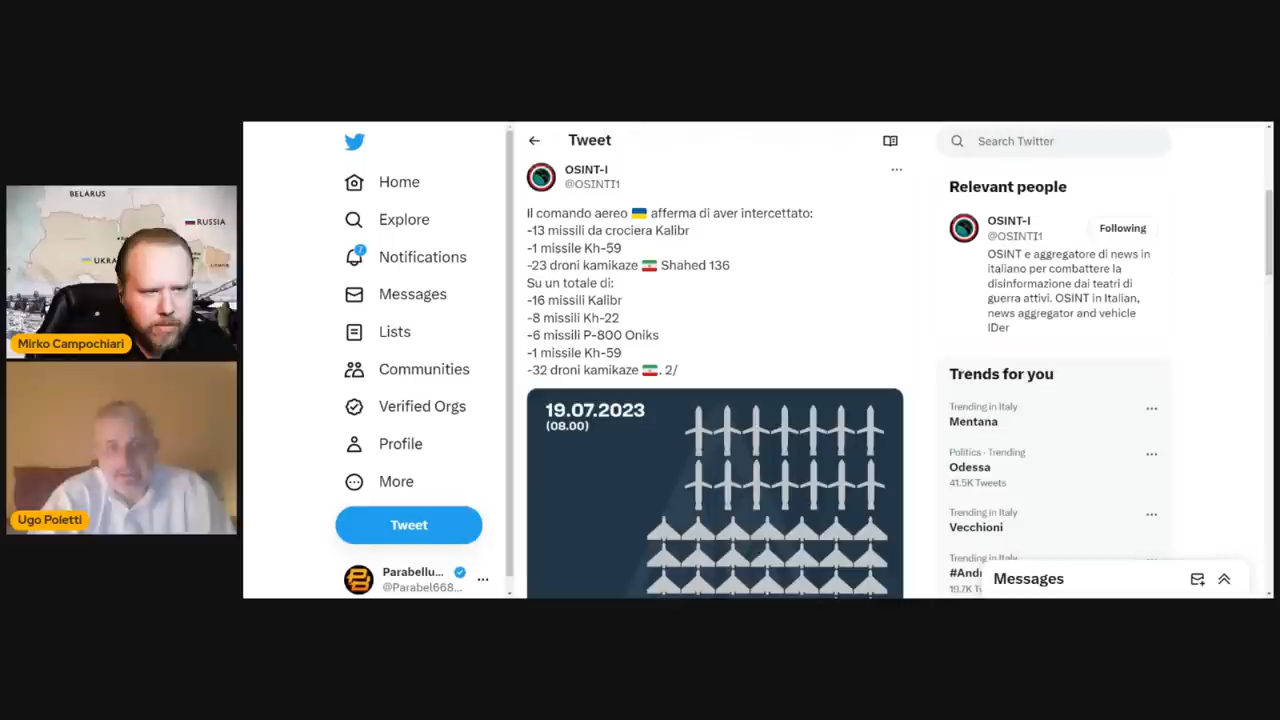 BELARUS
RUSSIA
UKRA
Mirko Campochiari
Ugo Poletti
Home
Explore
7
Notifications
Messages
Lists
Communities
Verified Orgs
Profile
More
Tweet
Parabellu...
@Parabel668...
Tweet
OSINT-I
@OSINTI1
Il comando aereo 🇺🇦 afferma di aver intercettato:
-13 missili da crociera Kalibr
-1 missile Kh-59
-23 droni kamikaze 🇮🇷 Shahed 136
Su un totale di:
-16 missili Kalibr
-8 missili Kh-22
-6 missili P-800 Oniks
-1 missile Kh-59
-32 droni kamikaze 🇮🇷. 2/
19.07.2023
(08.00)
Search Twitter
Relevant people
OSINT-I
@OSINTI1
Following
OSINT e aggregatore di news in
italiano per combattere la
disinformazione dai teatri di
guerra attivi. OSINT in Italian,
news aggregator and vehicle
IDer
Trends for you
Trending in Italy
Mentana
Politics · Trending
Odessa
41.5K Tweets
Trending in Italy
Vecchioni
Trending in Italy
#Andr
19.7K T
Messages